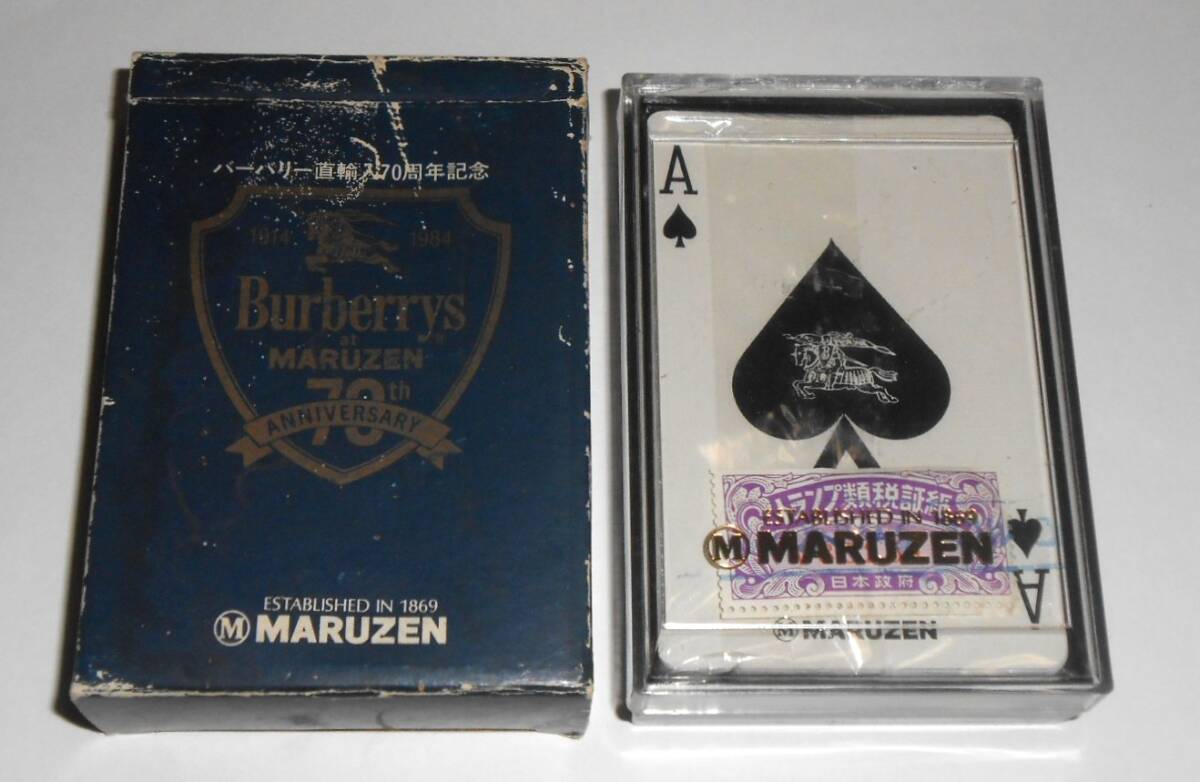 バーバリー直輸入70周年記念
1914 1984
Burberrys
at
MARUZEN
70th
ANNIVERSARY
ESTABLISHED IN 1869
M MARUZEN
A
トランプ類税証紙
ESTABLISHED IN 1869
M MARUZEN
日本政府
A
M MARUZEN